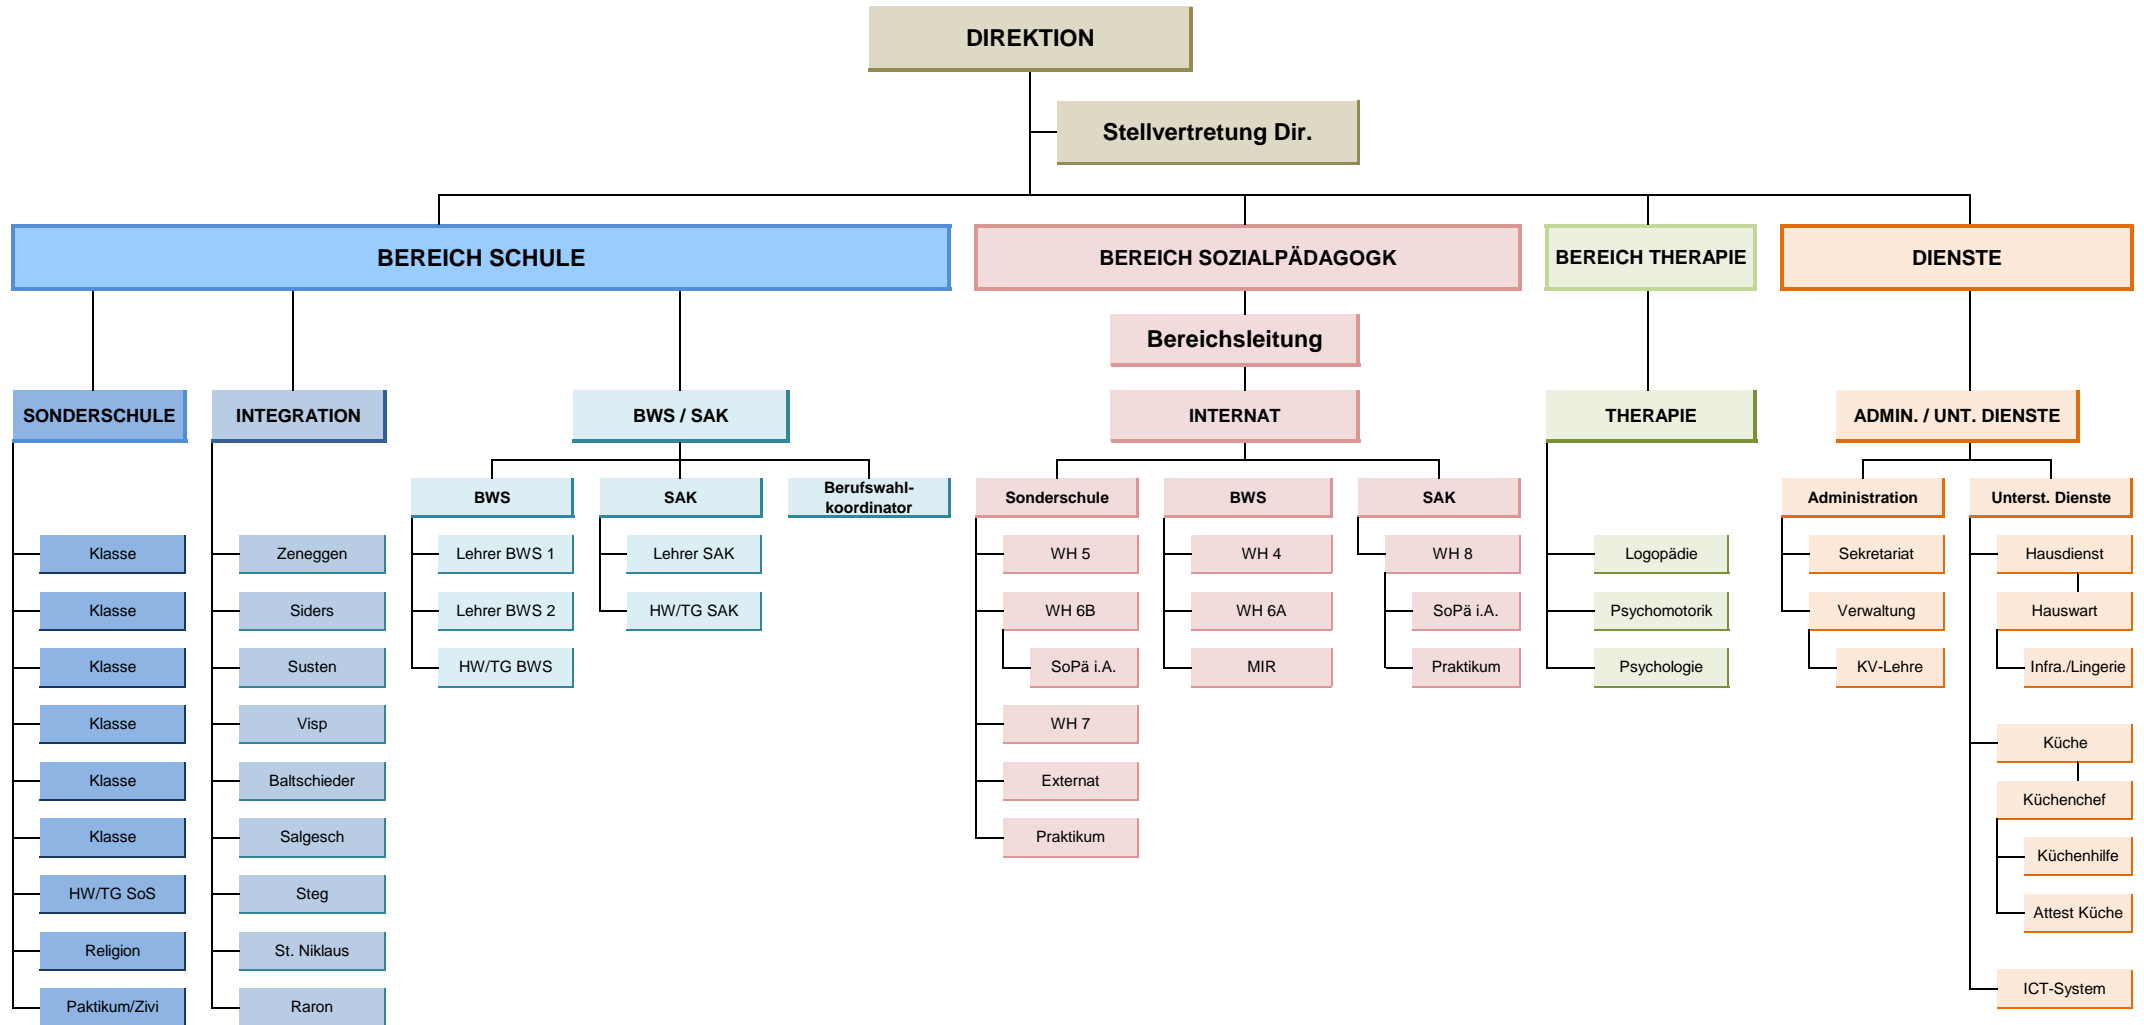 DIREKTION
Stellvertretung Dir.
BEREICH SCHULE
BEREICH SOZIALPÄDAGOGK
BEREICH THERAPIE
DIENSTE
Bereichsleitung
SONDERSCHULE
INTEGRATION
BWS / SAK
INTERNAT
THERAPIE
ADMIN. / UNT. DIENSTE
BWS
SAK
Berufswahl-
koordinator
Sonderschule
BWS
SAK
Administration
Unterst. Dienste
Klasse
Zeneggen
Lehrer BWS 1
Lehrer SAK
WH 5
WH 4
WH 8
Logopädie
Sekretariat
Hausdienst
Klasse
Siders
Lehrer BWS 2
HW/TG SAK
WH 6B
WH 6A
SoPä i.A.
Psychomotorik
Verwaltung
Hauswart
Klasse
Susten
HW/TG BWS
SoPä i.A.
MIR
Praktikum
Psychologie
KV-Lehre
Infra./Lingerie
Klasse
Visp
WH 7
Küche
Klasse
Baltschieder
Externat
Küchenchef
Klasse
Salgesch
Praktikum
Küchenhilfe
HW/TG SoS
Steg
Attest Küche
Religion
St. Niklaus
Paktikum/Zivi
Raron
ICT-System